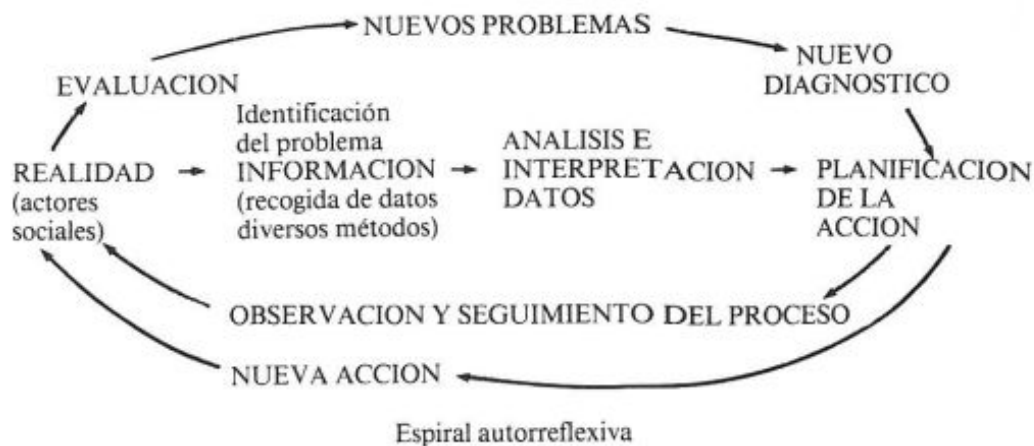 NUEVOS PROBLEMAS
EVALUACION
NUEVO
DIAGNOSTICO
REALIDAD
(actores
sociales)
Identificación
del problema
INFORMACION
(recogida de datos
diversos métodos)
ANALISIS E
INTERPRETACION
DATOS
PLANIFICACION
DE LA
ACCION
OBSERVACION Y SEGUIMIENTO DEL PROCESO
NUEVA ACCION
Espiral autorreflexiva